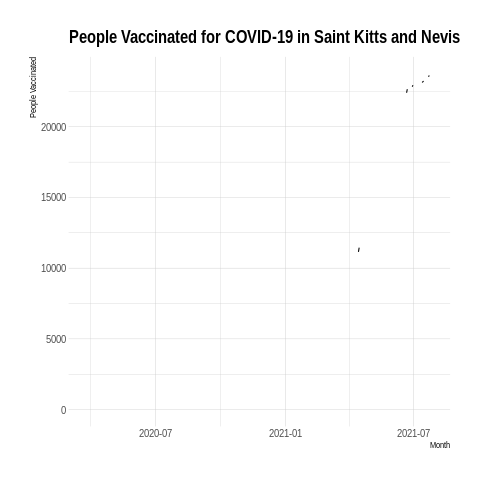 People Vaccinated for COVID-19 in Saint Kitts and Nevis
People Vaccinated
20000
15000
10000
5000
0
2020-07
2021-01
2021-07
Month